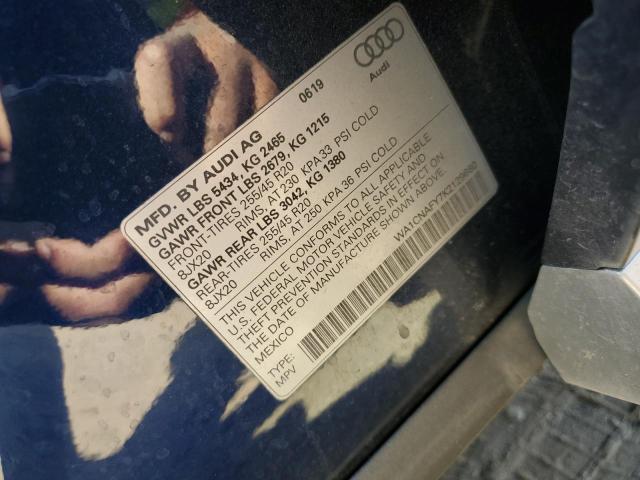 Audi
MFD. BY AUDI AG 0619
GVWR LBS 5434, KG 2465
GAWR FRONT LBS 2679, KG 1215
FRONT-TIRES 255/45 R20
8JX20 RIMS, AT 230 KPA 33 PSI COLD
GAWR REAR LBS 3042, KG 1380
REAR-TIRES 255/45 R20
8JX20 RIMS, AT 250 KPA 36 PSI COLD
THIS VEHICLE CONFORMS TO ALL APPLICABLE
U.S. FEDERAL MOTOR VEHICLE SAFETY AND
THEFT PREVENTION STANDARDS IN EFFECT ON
THE DATE OF MANUFACTURE SHOWN ABOVE.
MEXICO
TYPE:
MPV